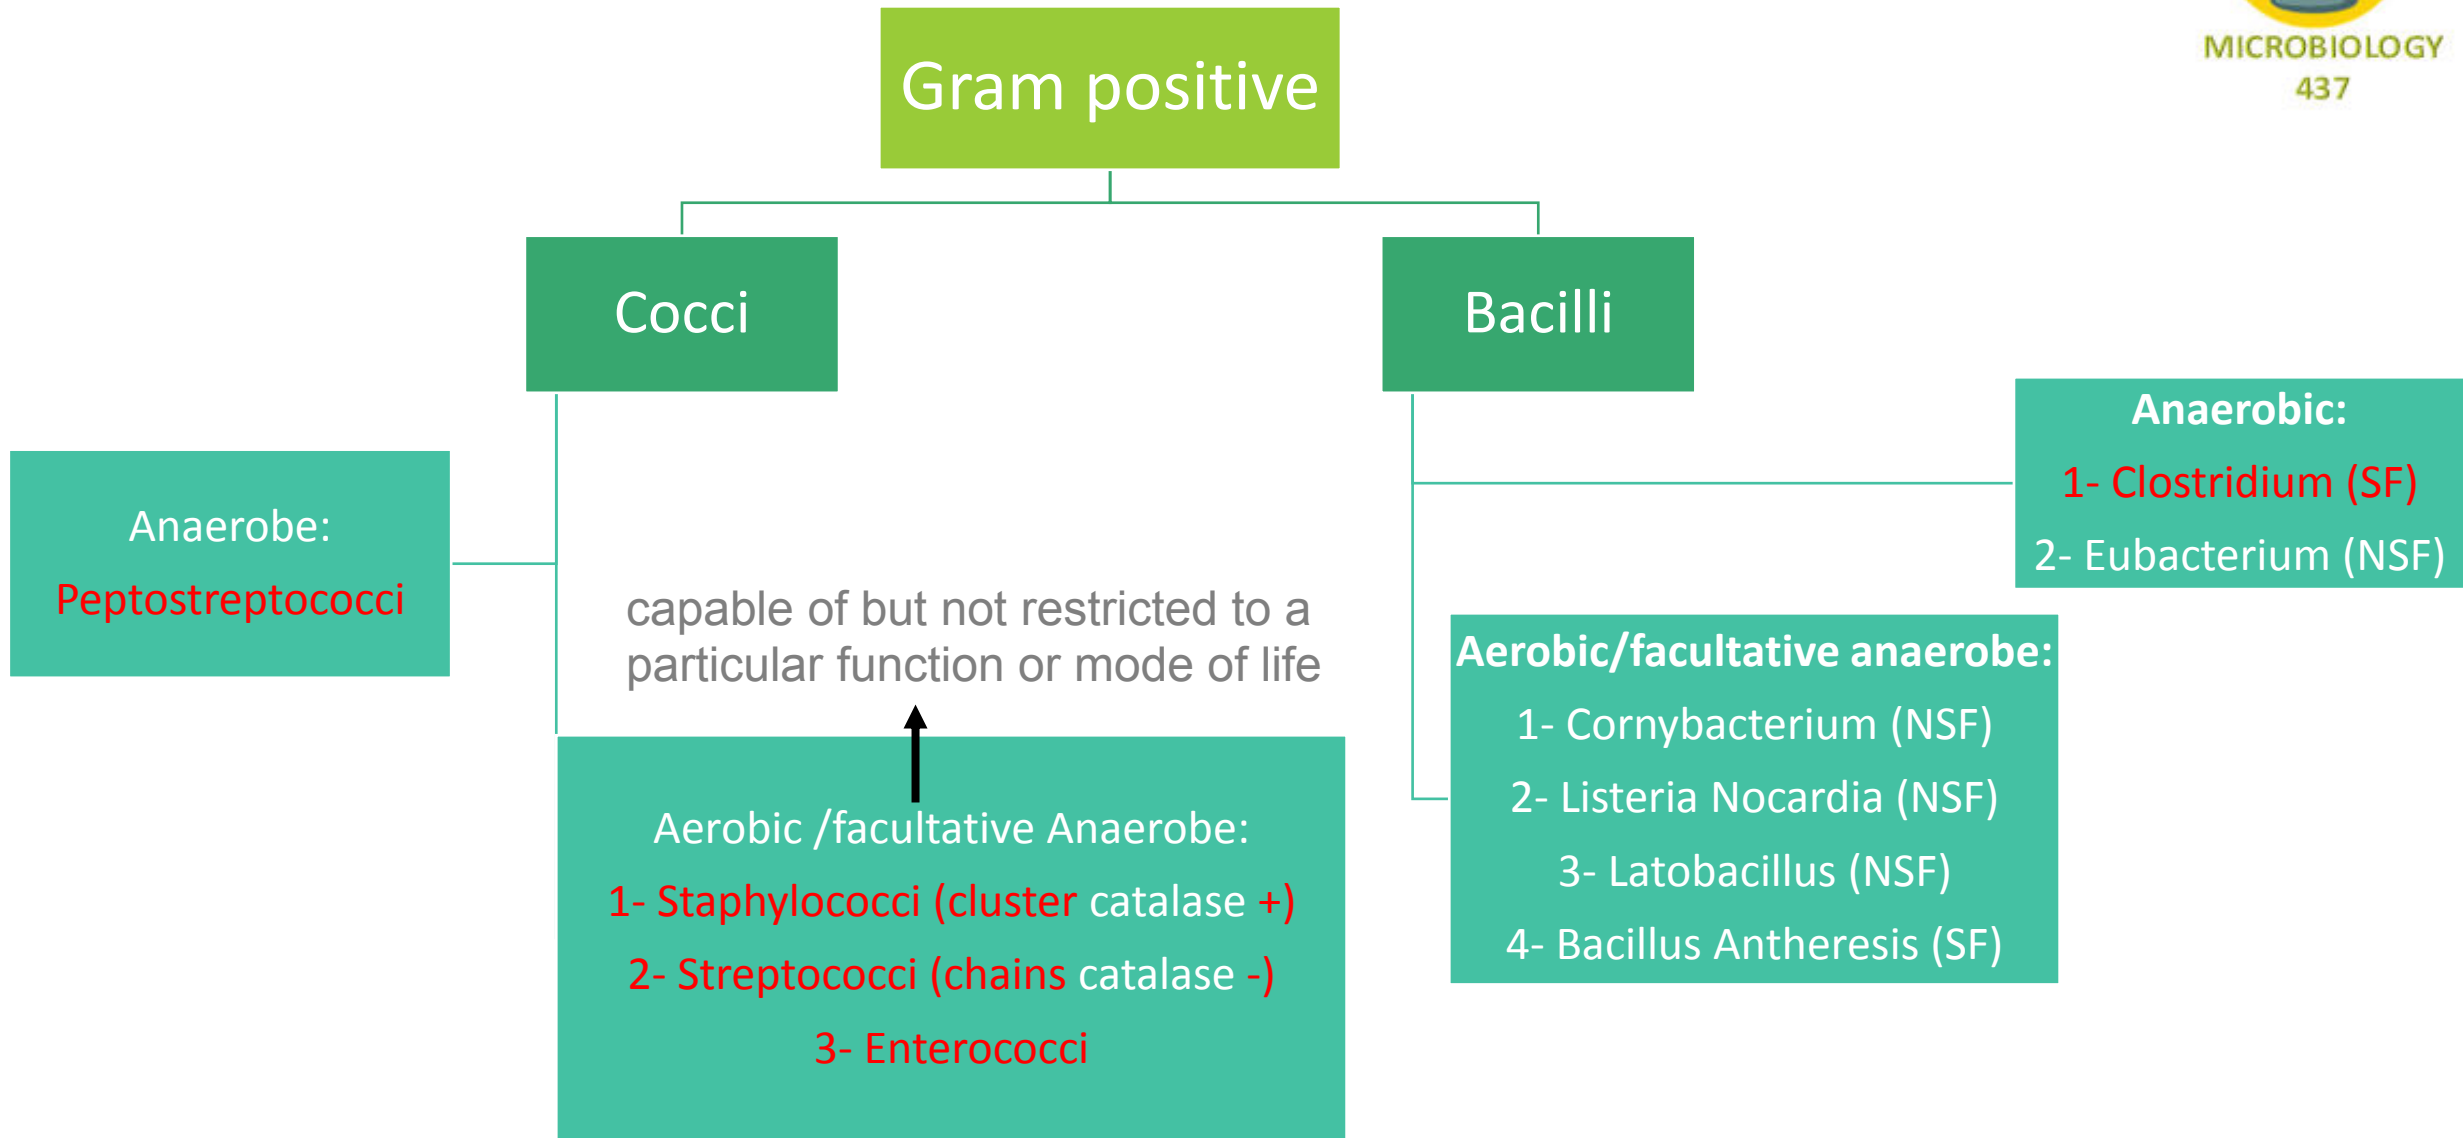 MICROBIOLOGY
437
Gram positive
Cocci
Bacilli
Anaerobe:
Peptostreptococci
capable of but not restricted to a
particular function or mode of life
Aerobic /facultative Anaerobe:
1- Staphylococci (cluster catalase +)
2- Streptococci (chains catalase -)
3- Enterococci
Anaerobic:
1- Clostridium (SF)
2- Eubacterium (NSF)
Aerobic/facultative anaerobe:
1- Cornybacterium (NSF)
2- Listeria Nocardia (NSF)
3- Latobacillus (NSF)
4- Bacillus Antheresis (SF)